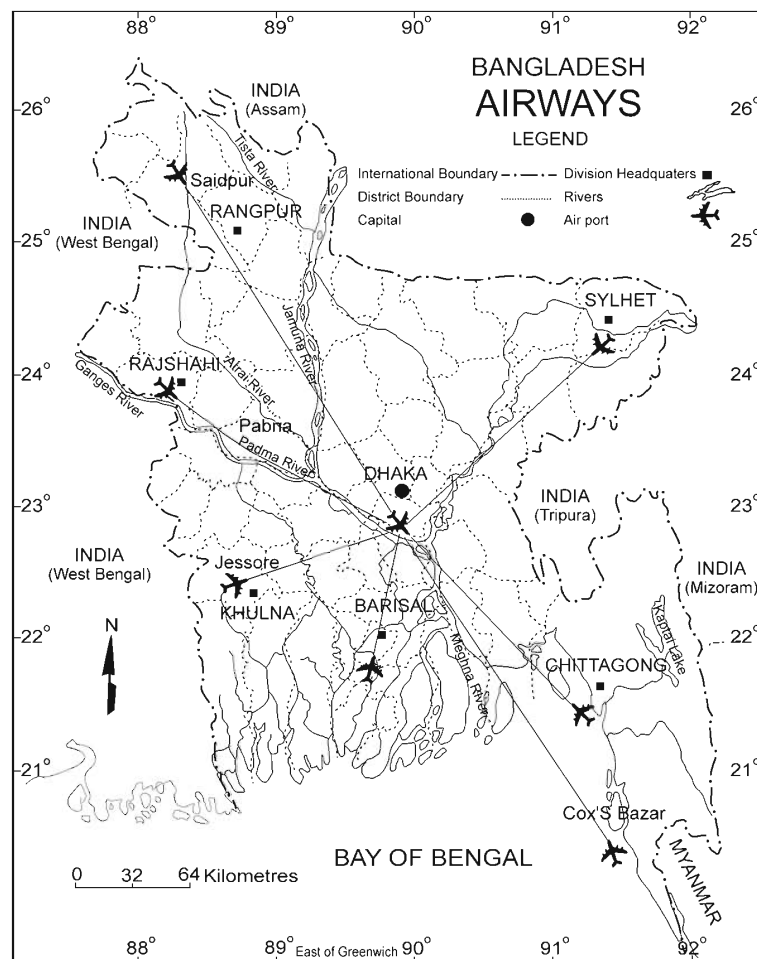 88° 89° 90° 91° 92°
BANGLADESH
AIRWAYS
LEGEND
International Boundary
Division Headquaters
District Boundary
Rivers
Capital
Air port
26° 26°
INDIA
(Assam)
Tista River
Saidpur
RANGPUR
INDIA
(West Bengal)
25° 25°
SYLHET
Jamuna River
RAJSHAHI
Atrai River
24° 24°
Ganges River
Pabna
Padma River
DHAKA
23° 23°
INDIA
(Tripura)
INDIA
(West Bengal)
Jessore
INDIA
(Mizoram)
KHULNA
BARISAL
Kaptai Lake
22° 22°
N
Meghna River
CHITTAGONG
21° 21°
Cox'S Bazar
BAY OF BENGAL
MYANMAR
0 32 64 Kilometres
88° 89° East of Greenwich 90° 91° 92°